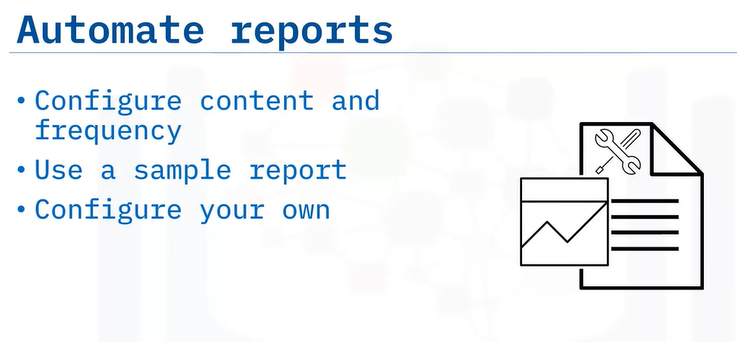 Automate reports
• Configure content and
frequency
• Use a sample report
• Configure your own